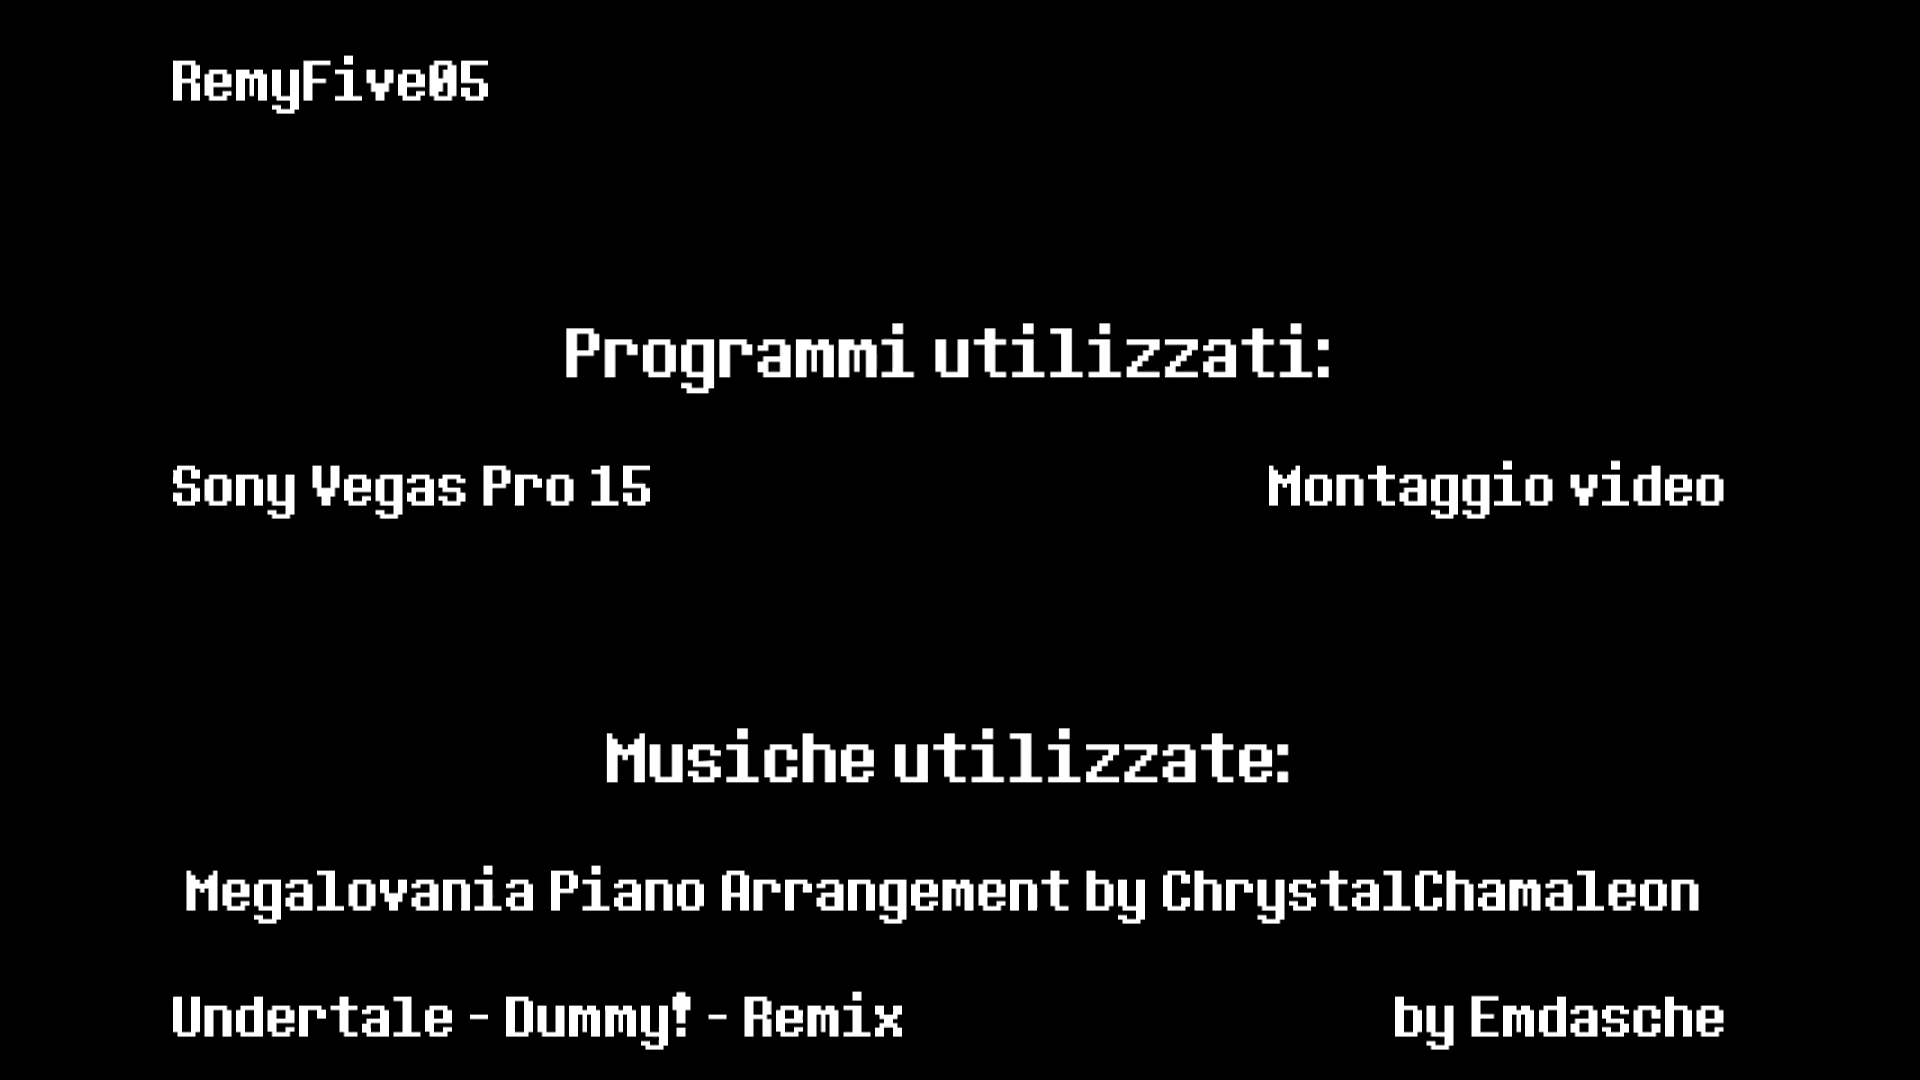 RemyFive05
Programmi utilizzati:
Sony Vegas Pro 15 Montaggio video
Musiche utilizzate:
Megalovania Piano Arrangement by ChrystalChamaleon
Undertale - Dummy! - Remix by Emdasche